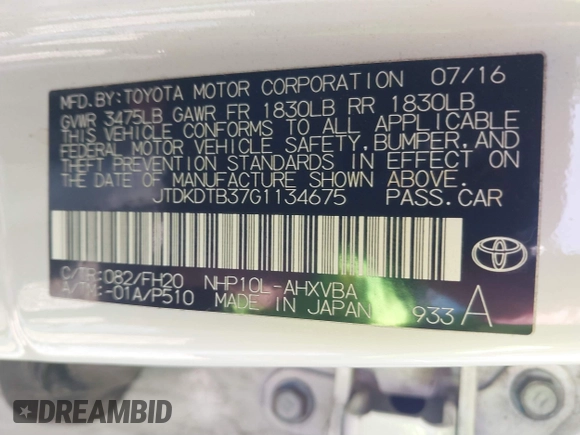 MFD.BY:TOYOTA MOTOR CORPORATION 07/16
GVWR 3475LB GAWR FR 1830LB RR 1830LB
THIS VEHICLE CONFORMS TO ALL APPLICABLE
FEDERAL MOTOR VEHICLE SAFETY,BUMPER,AND
THEFT PREVENTION STANDARDS IN EFFECT ON
THE DATE OF MANUFACTURE SHOWN ABOVE.
JTDKDTB37G1134675 PASS.CAR
C/TR:082/FH20 NHP10L-AHXVBA
A/TM:-01A/P510 MADE IN JAPAN 933 A
TOYOTA
DREAMBID